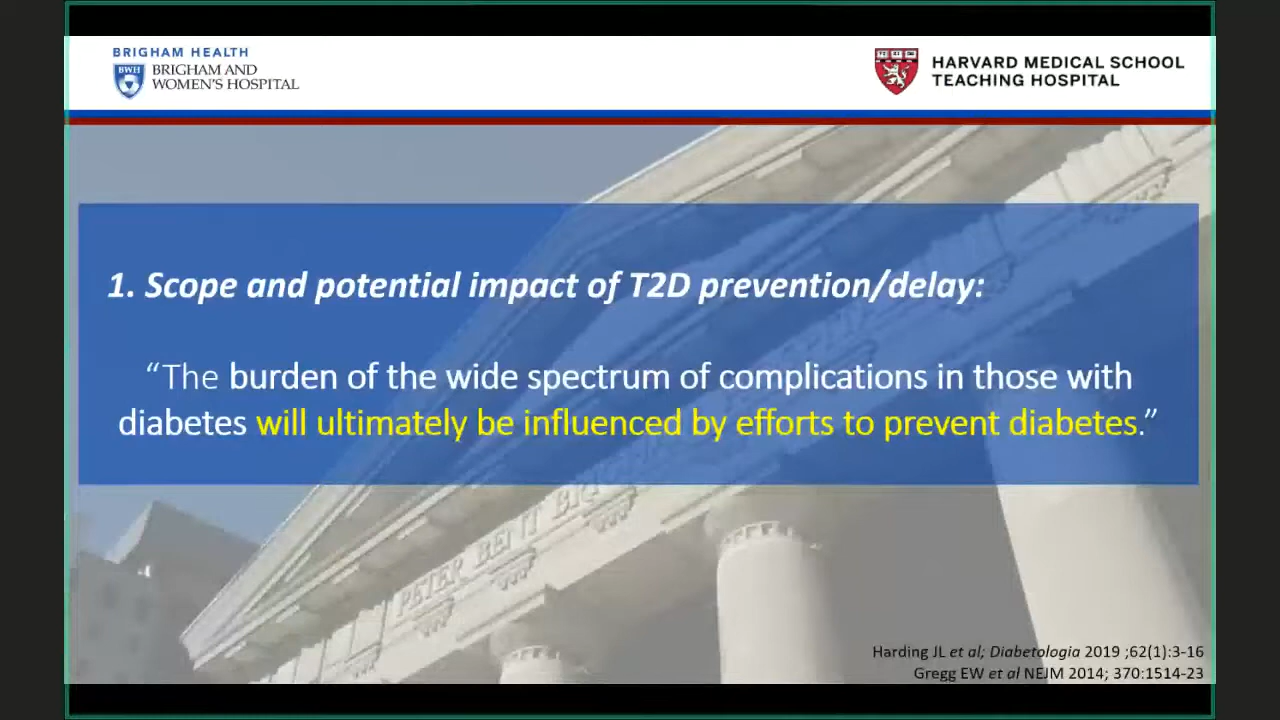 BRIGHAM HEALTH
BWH
BRIGHAM AND
WOMEN'S HOSPITAL
HARVARD MEDICAL SCHOOL
TEACHING HOSPITAL
1. Scope and potential impact of T2D prevention/delay:
“The burden of the wide spectrum of complications in those with
diabetes will ultimately be influenced by efforts to prevent diabetes.”
PETER BENT
Harding JL et al; Diabetologia 2019 ;62(1):3-16
Gregg EW et al NEJM 2014; 370:1514-23